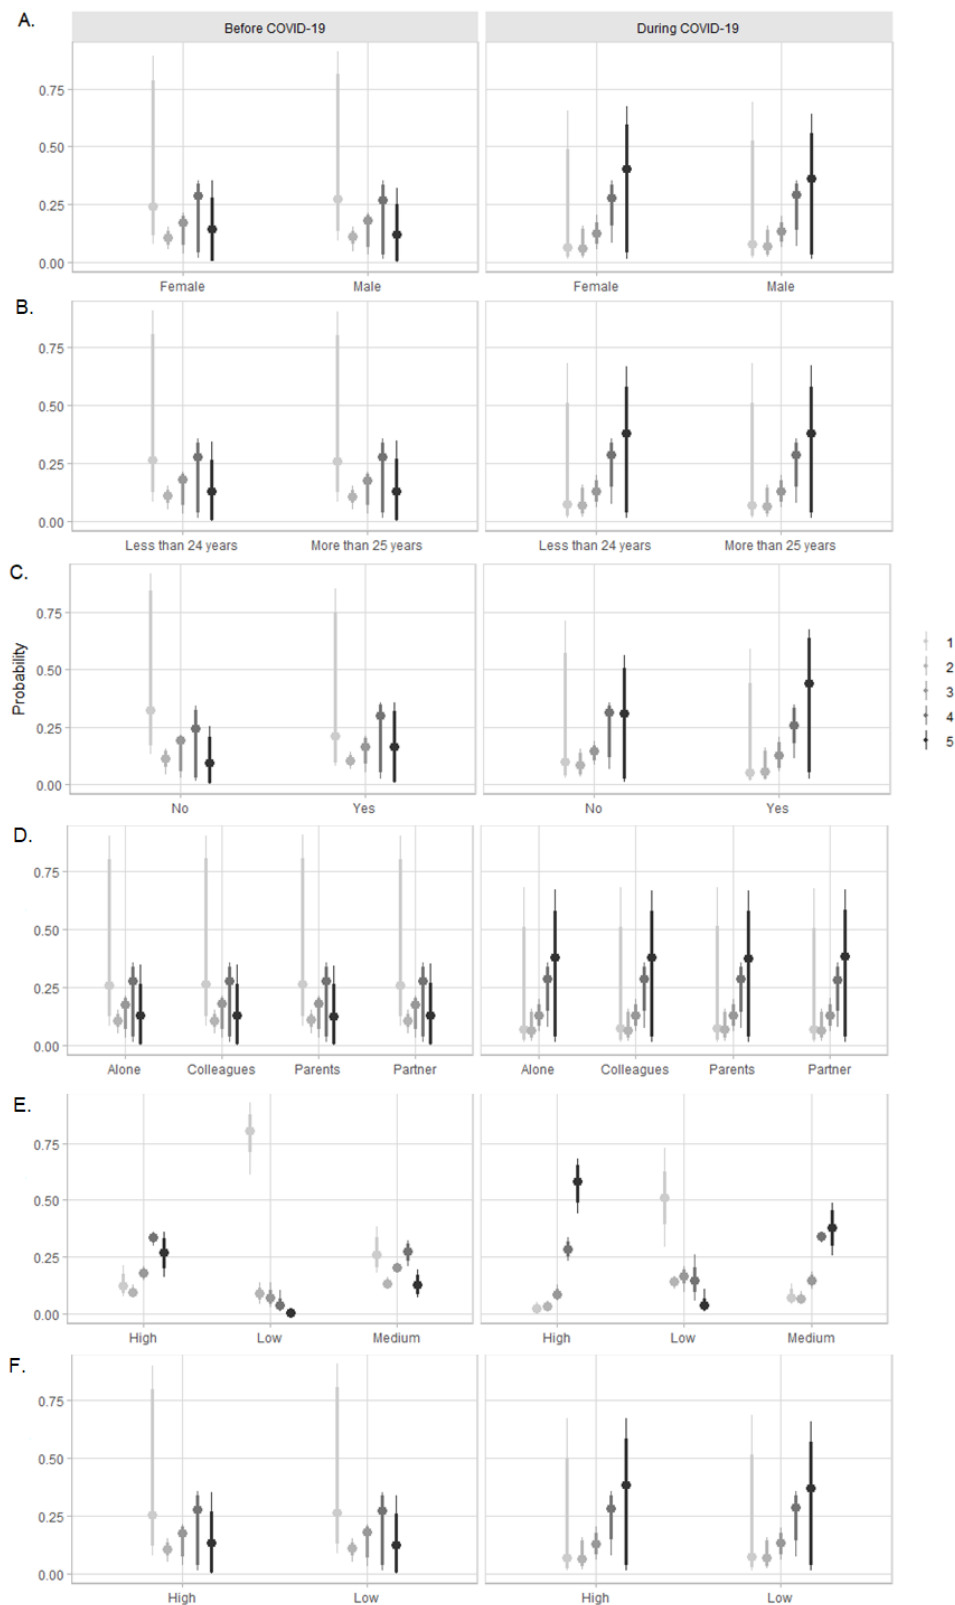 A.
Before COVID-19 During COVID-19
0.75
0.50
0.25
0.00
Female Male Female Male
B.
0.75
0.50
0.25
0.00
Less than 24 years More than 25 years Less than 24 years More than 25 years
C.
0.75
0.50
0.25
0.00
No Yes No Yes
Probability
1
2
3
4
5
D.
0.75
0.50
0.25
0.00
Alone Colleagues Parents Partner Alone Colleagues Parents Partner
E.
0.75
0.50
0.25
0.00
High Low Medium High Low Medium
F.
0.75
0.50
0.25
0.00
High Low High Low